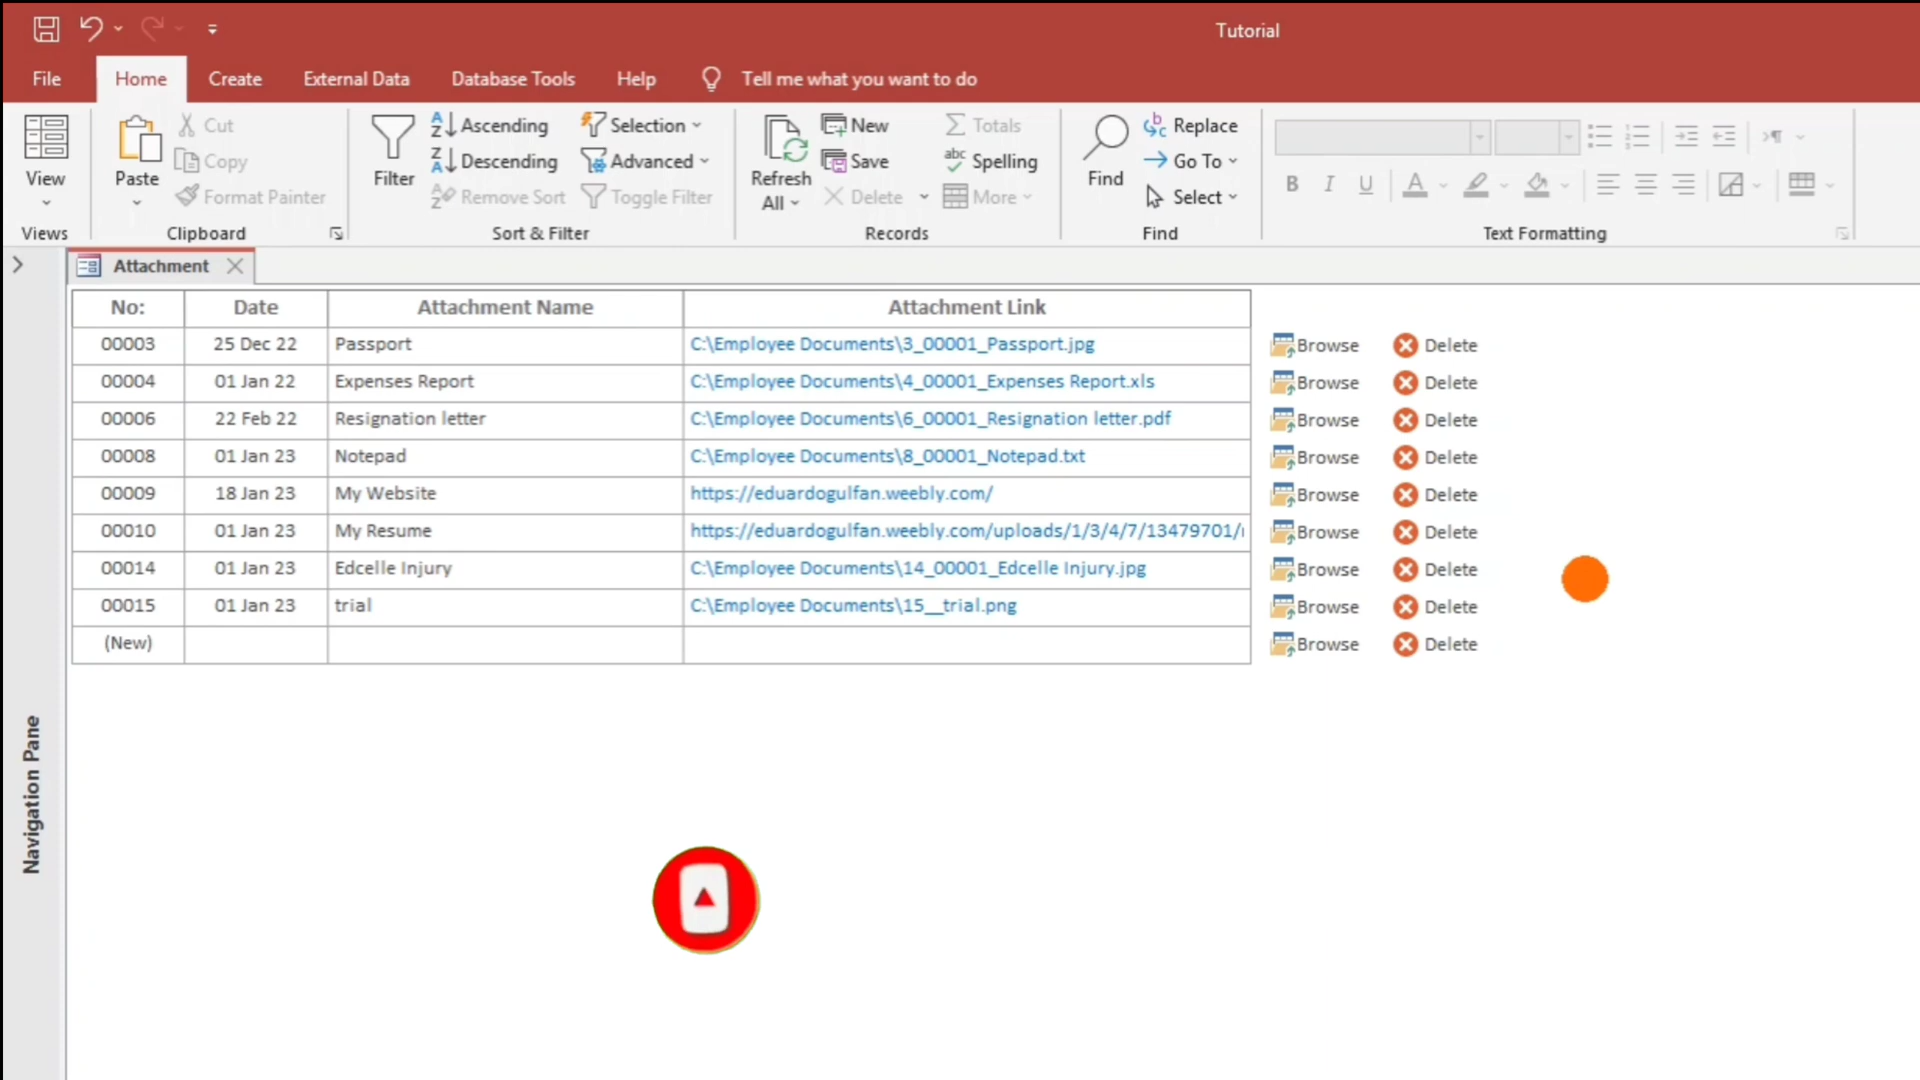 Tutorial
File Home Create External Data Database Tools Help Tell me what you want to do
View
Views
Paste
Cut
Copy
Format Painter
Clipboard
Filter
Ascending
Descending
Remove Sort
Selection
Advanced
Toggle Filter
Sort & Filter
Refresh
All
New
Save
Delete
Totals
Spelling
More
Records
Find
Replace
Go To
Select
Find
B I U A
Text Formatting
Attachment
No: Date Attachment Name Attachment Link
00003 25 Dec 22 Passport C:\Employee Documents\3_00001_Passport.jpg Browse Delete
00004 01 Jan 22 Expenses Report C:\Employee Documents\4_00001_Expenses Report.xls Browse Delete
00006 22 Feb 22 Resignation letter C:\Employee Documents\6_00001_Resignation letter.pdf Browse Delete
00008 01 Jan 23 Notepad C:\Employee Documents\8_00001_Notepad.txt Browse Delete
00009 18 Jan 23 My Website https://eduardogulfan.weebly.com/ Browse Delete
00010 01 Jan 23 My Resume https://eduardogulfan.weebly.com/uploads/1/3/4/7/13479701/ Browse Delete
00014 01 Jan 23 Edcelle Injury C:\Employee Documents\14_00001_Edcelle Injury.jpg Browse Delete
00015 01 Jan 23 trial C:\Employee Documents\15__trial.png Browse Delete
(New) Browse Delete
Navigation Pane